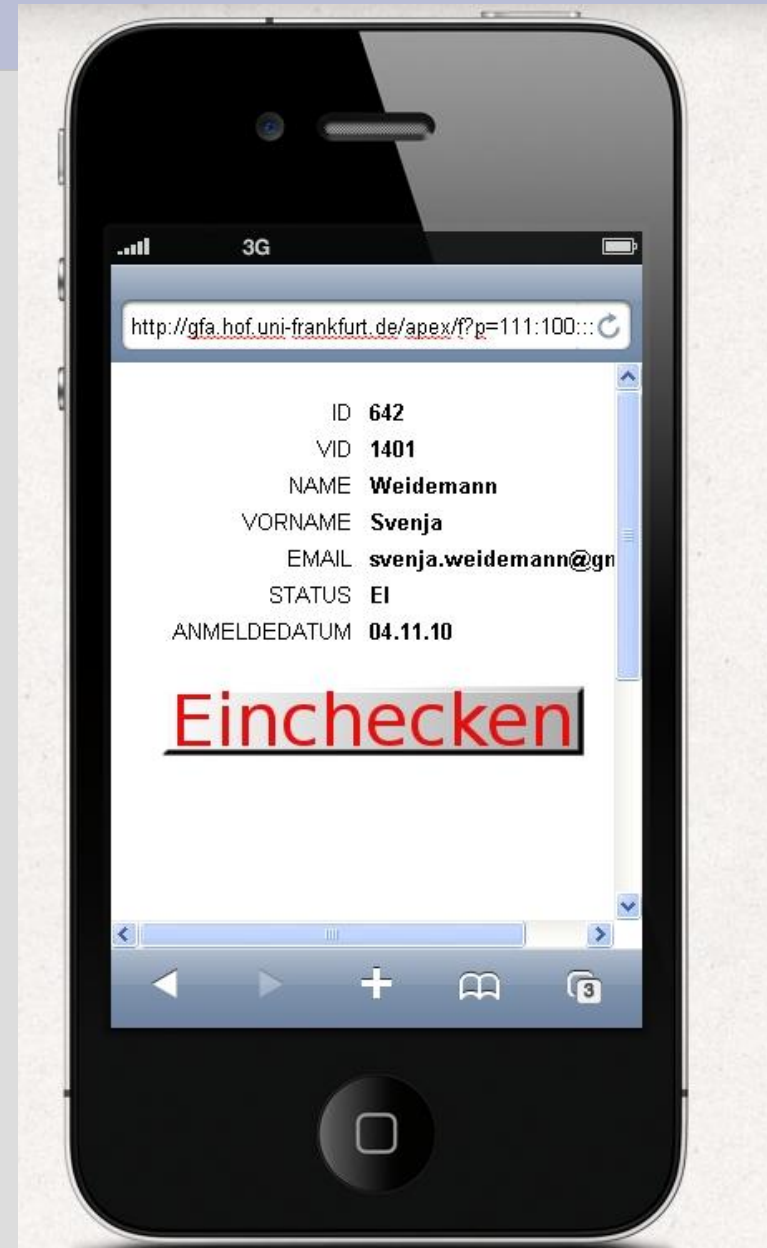 3G
http://gfa.hof.uni-frankfurt.de/apex/f?p=111:100:::
ID 642
VID 1401
NAME Weidemann
VORNAME Svenja
EMAIL svenja.weidemann@gn
STATUS EI
ANMELDEDATUM 04.11.10
Einchecken
3